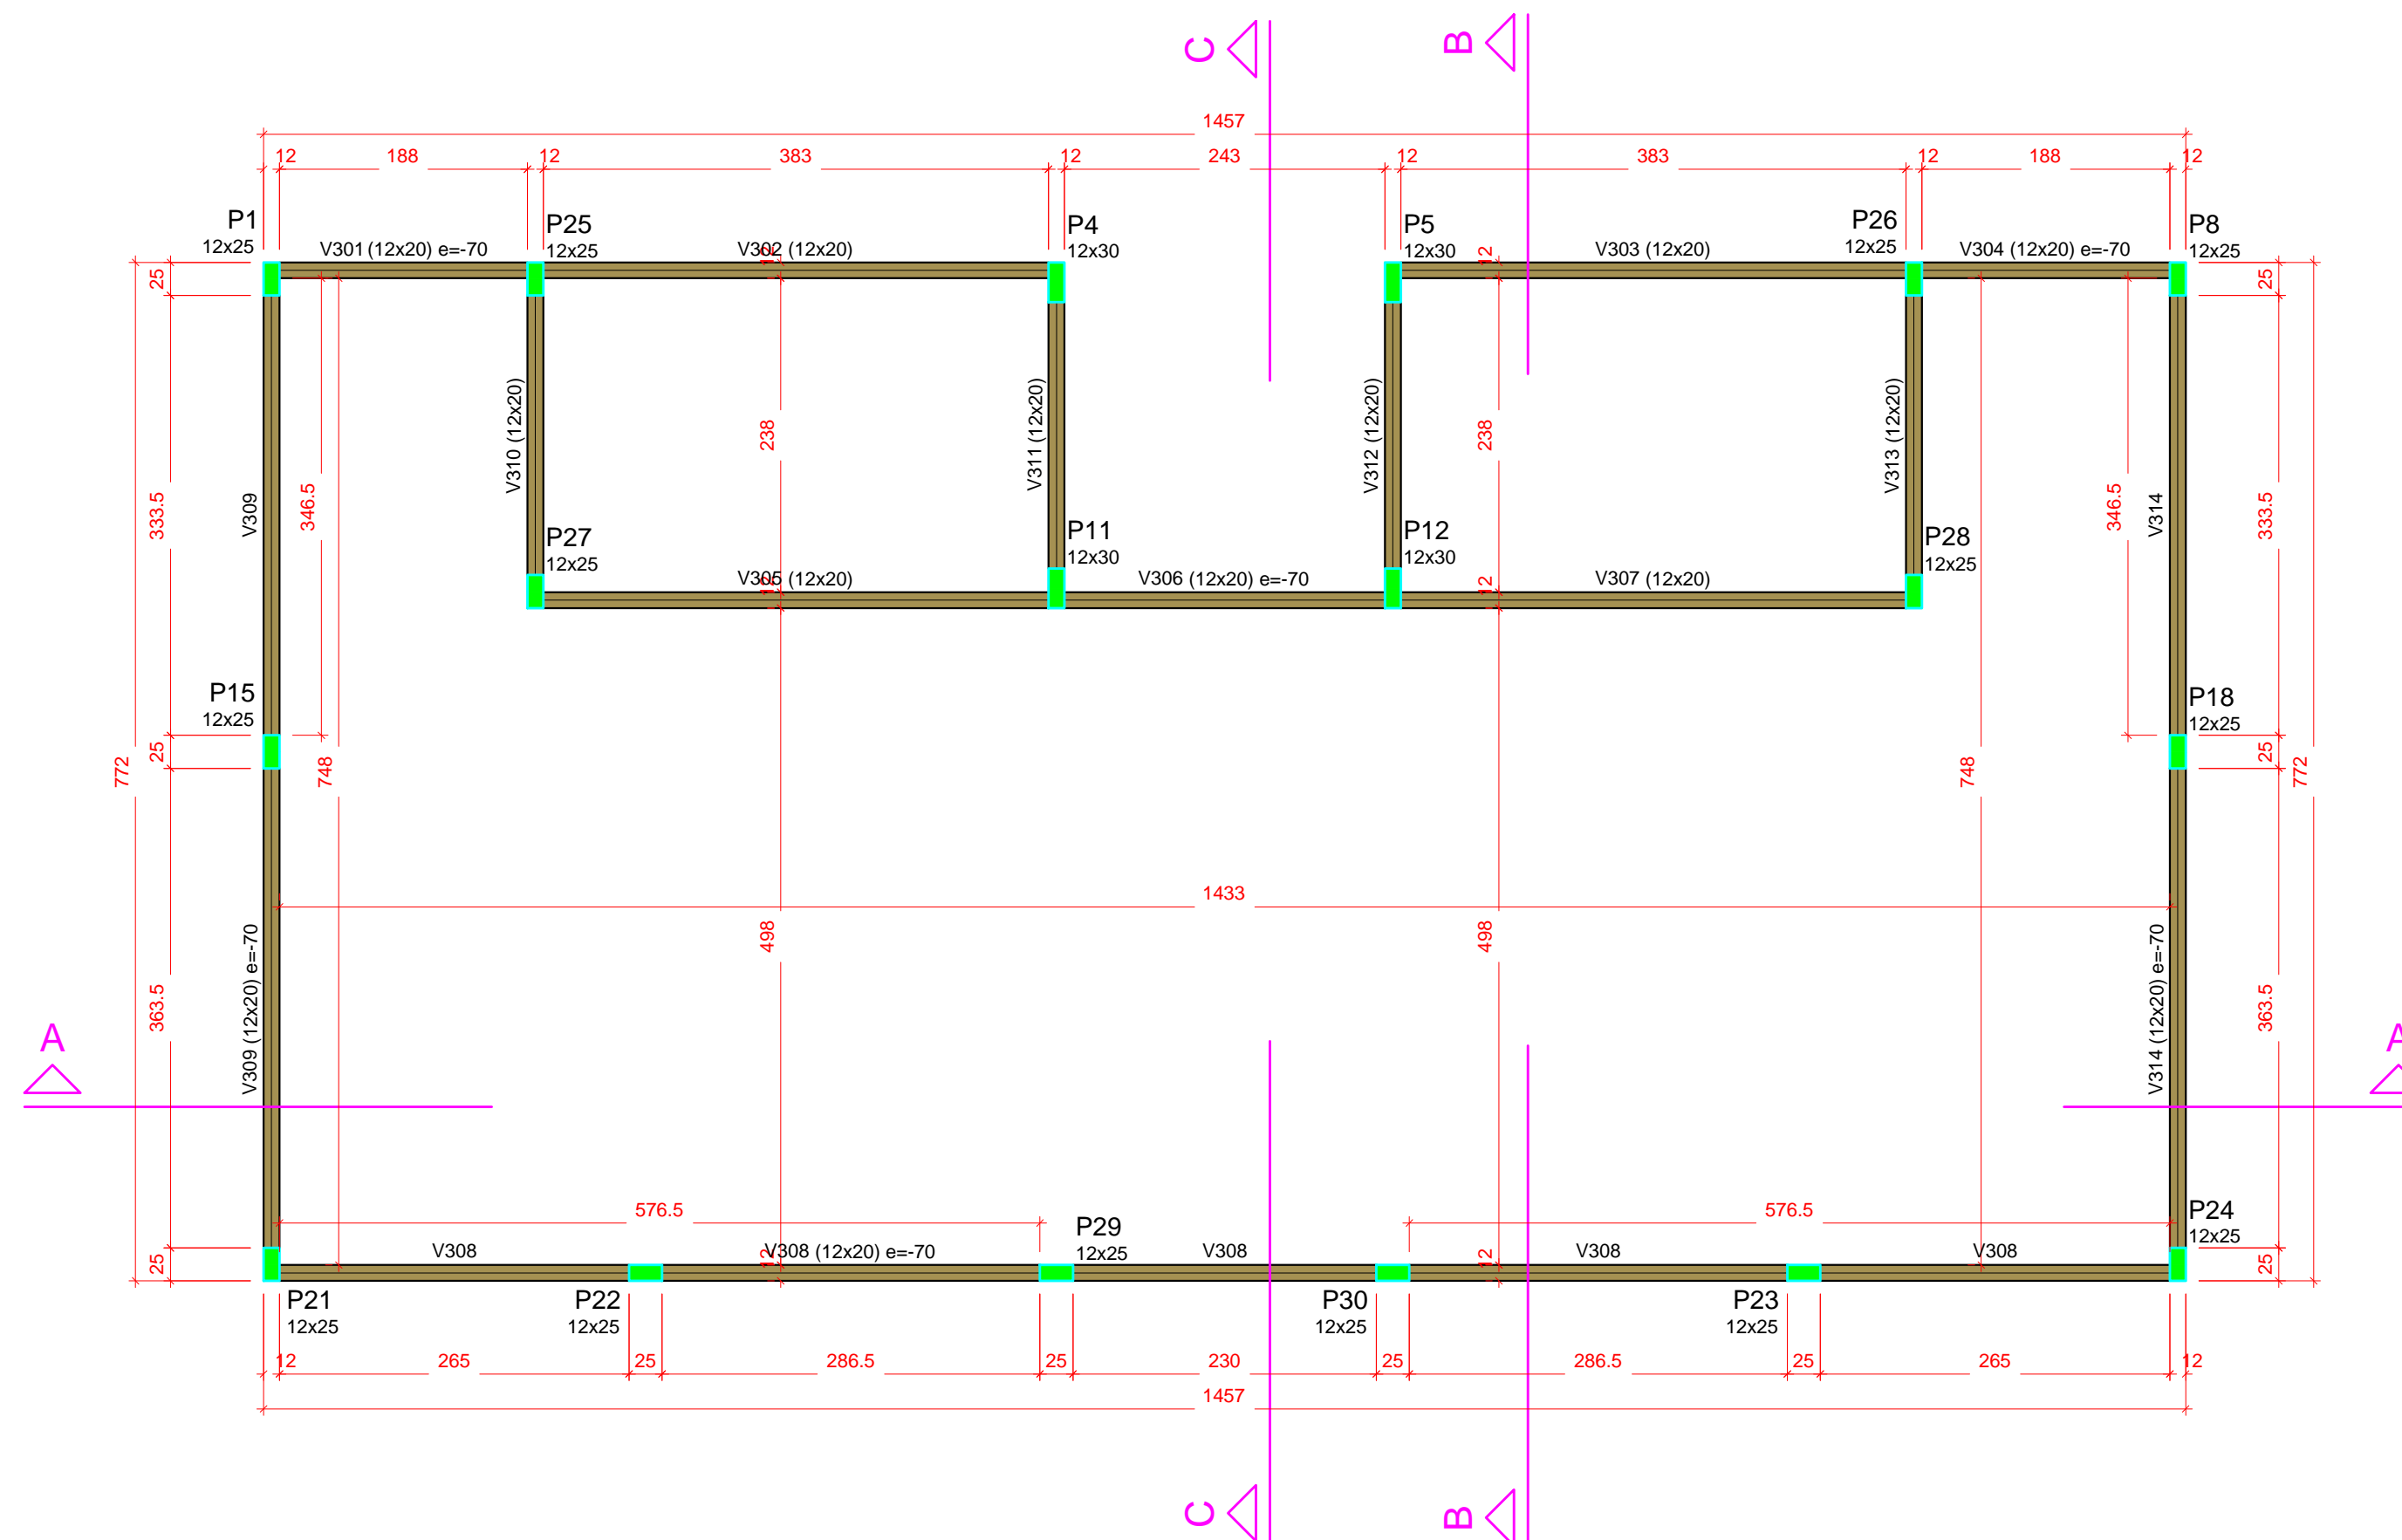 C
B
1457
12
188
12
383
12
243
12
383
12
188
12
P1
12x25
P25
12x25
P4
12x30
P5
12x30
P26
12x25
P8
12x25
V301 (12x20) e=-70
V302 (12x20)
V303 (12x20)
V304 (12x20) e=-70
12
12
25
25
V310 (12x20)
V311 (12x20)
V312 (12x20)
V313 (12x20)
238
238
333.5
V309
346.5
346.5
V314
333.5
P27
12x25
P11
12x30
P12
12x30
P28
12x25
V305 (12x20)
V306 (12x20) e=-70
V307 (12x20)
12
12
P15
12x25
P18
12x25
772
25
748
748
25
772
1433
498
498
363.5
V309 (12x20) e=-70
V314 (12x20) e=-70
363.5
A
A
576.5
576.5
P29
12x25
P24
12x25
V308
V308 (12x20) e=-70
V308
V308
V308
12
12
25
25
P21
12x25
P22
12x25
P30
12x25
P23
12x25
12
265
25
286.5
25
230
25
286.5
25
265
12
1457
C
B